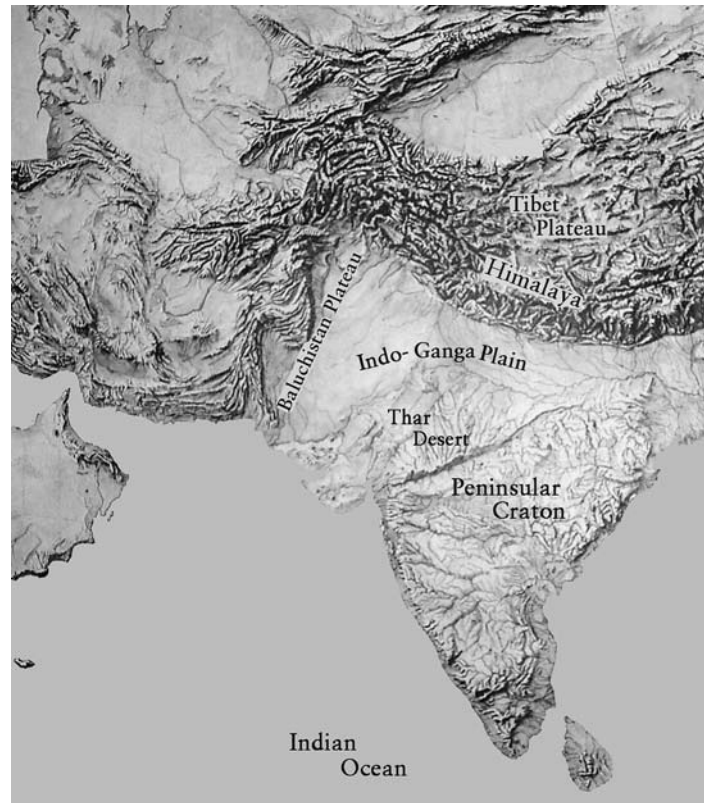 Tibet
Plateau
Himalaya
Baluchistan Plateau
Indo- Ganga Plain
Thar
Desert
Peninsular
Craton
Indian
Ocean